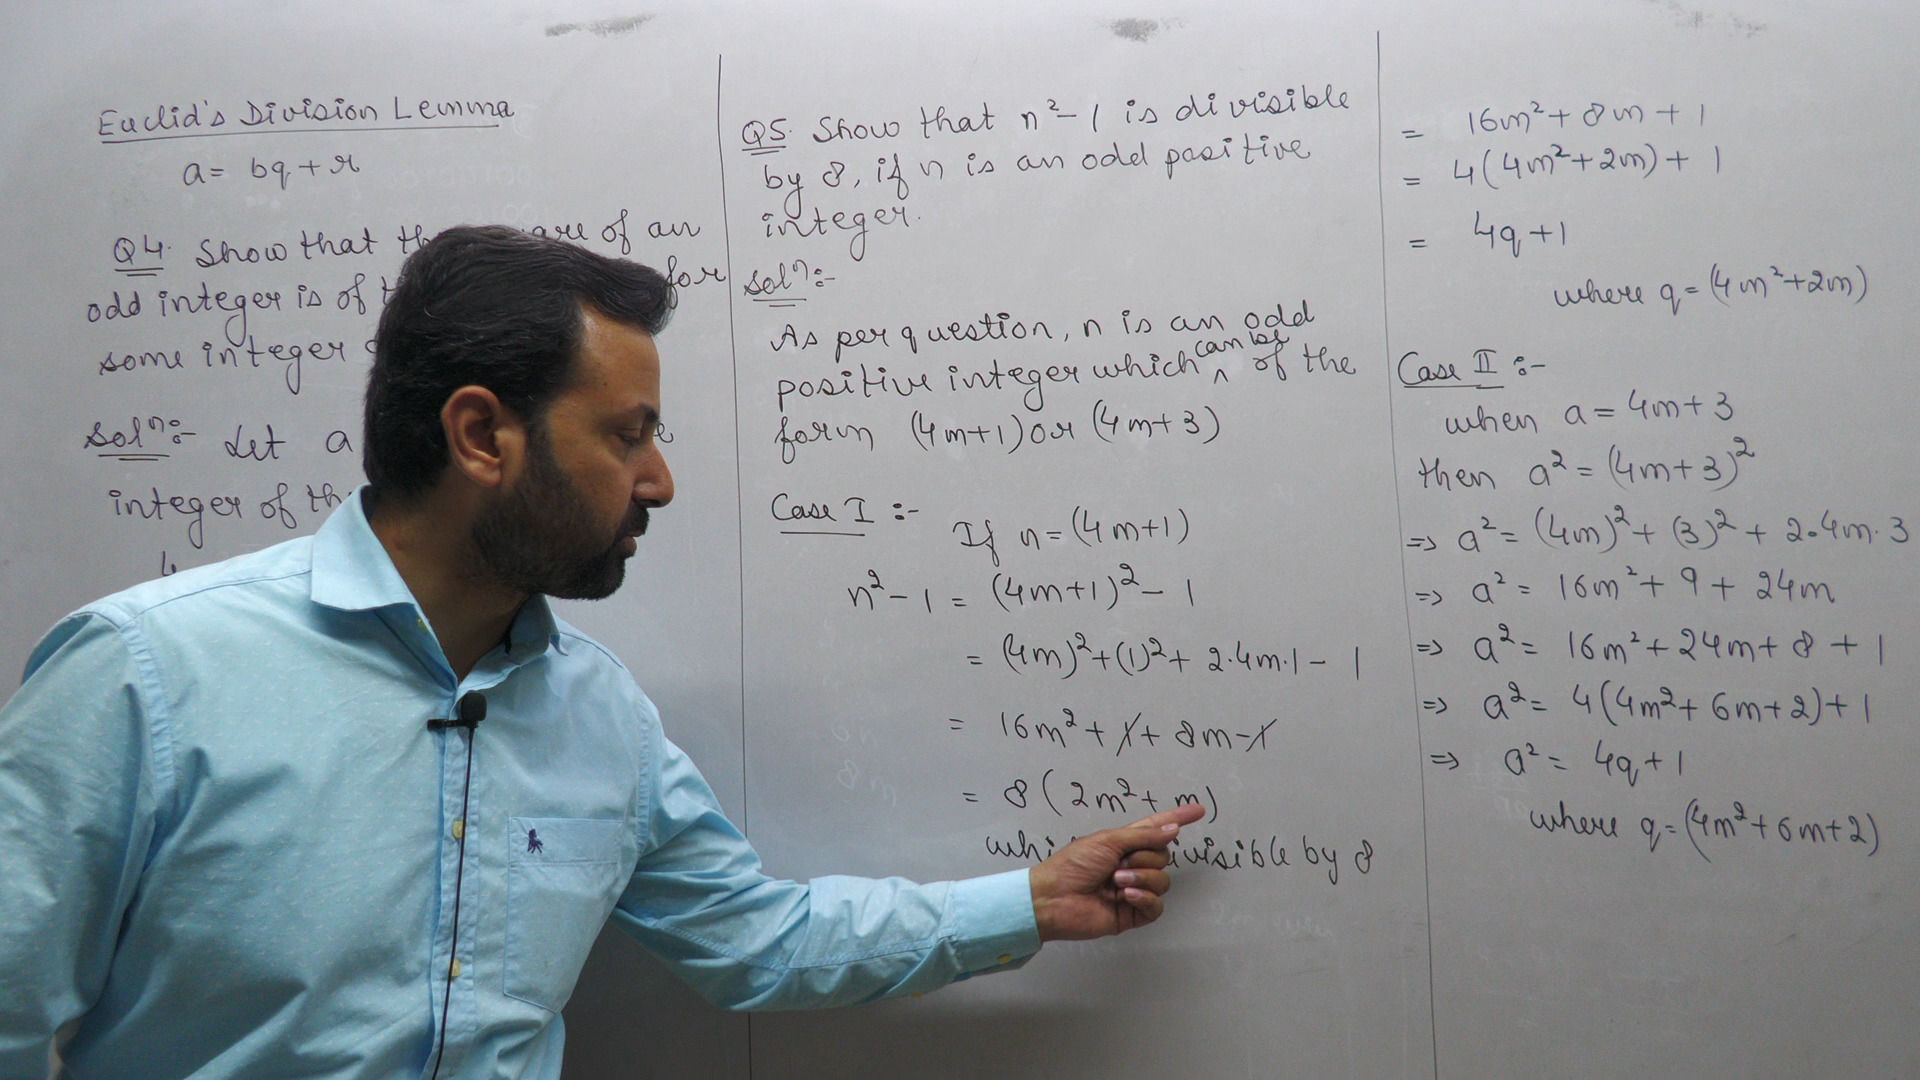 Euclid's Division Lemma
a = bq + r
Q4. Show that the square of an
odd integer is of for
some integer
Solⁿ:- Let a
integer of the
4
Q5. Show that n² - 1 is divisible
by 8, if n is an odd positive
integer.
Solⁿ:-
As per question, n is an odd
positive integer which can be of the
form (4m+1) or (4m+3)
Case I :-
If n = (4m+1)
n² - 1 = (4m+1)² - 1
= (4m)² + (1)² + 2·4m·1 - 1
= 16m² + 1 + 8m - 1
= 8(2m² + m)
which divisible by 8
= 16m² + 8m + 1
= 4(4m² + 2m) + 1
= 4q + 1
where q = (4m² + 2m)
Case II :-
when a = 4m + 3
then a² = (4m+3)²
⇒ a² = (4m)² + (3)² + 2·4m·3
⇒ a² = 16m² + 9 + 24m
⇒ a² = 16m² + 24m + 8 + 1
⇒ a² = 4(4m² + 6m + 2) + 1
⇒ a² = 4q + 1
where q = (4m² + 6m + 2)